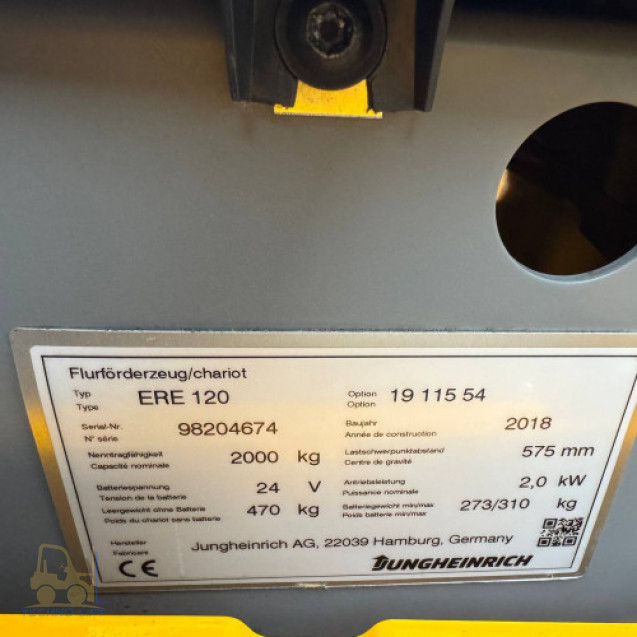 Flurförderzeug/chariot
Typ ERE 120 Option 19 115 54
Type Option
Serial-Nr. 98204674 Baujahr 2018
N° série Année de construction
Nenntragfähigkeit 2000 kg Lastschwerpunktabstand 575 mm
Capacité nominale Centre de gravité
Batteriespannung 24 V Antriebsleistung 2,0 kW
Tension de la batterie Puissance nominale
Leergewicht ohne Batterie 470 kg Batteriegewicht min/max 273/310 kg
Poids du chariot sans batterie Poids batterie min/max
Hersteller Jungheinrich AG, 22039 Hamburg, Germany
Fabricant
CE JUNGHEINRICH